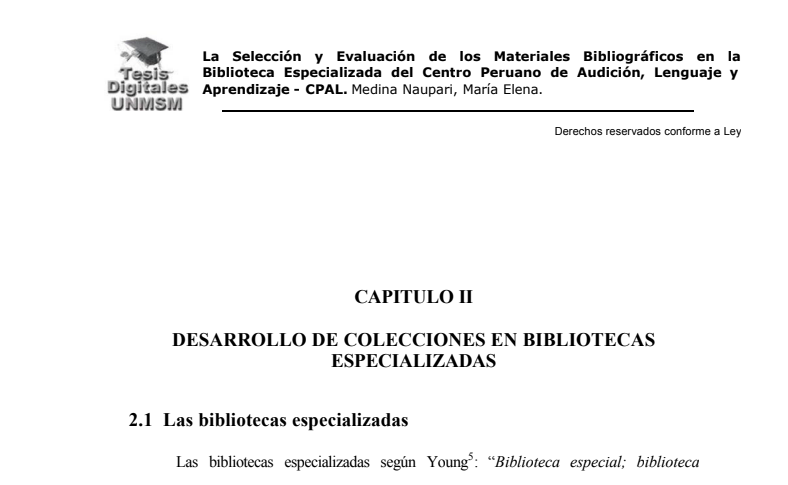 Tesis
Digitales
UNMSM
La Selección y Evaluación de los Materiales Bibliográficos en la
Biblioteca Especializada del Centro Peruano de Audición, Lenguaje y
Aprendizaje - CPAL. Medina Naupari, María Elena.
Derechos reservados conforme a Ley
CAPITULO II
DESARROLLO DE COLECCIONES EN BIBLIOTECAS
ESPECIALIZADAS
2.1 Las bibliotecas especializadas
Las bibliotecas especializadas según Young5: “Biblioteca especial; biblioteca